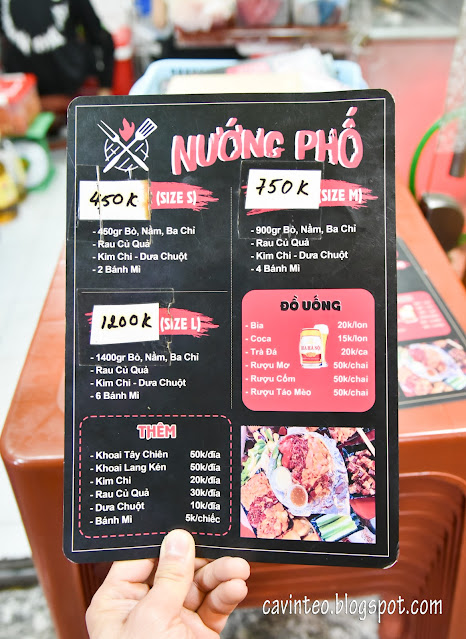 NƯỚNG PHỐ
450K (SIZE S)
- 450gr Bò, Nầm, Ba Chỉ
- Rau Củ Quả
- Kim Chi - Dưa Chuột
- 2 Bánh Mì
750K (SIZE M)
- 900gr Bò, Nầm, Ba Chỉ
- Rau Củ Quả
- Kim Chi - Dưa Chuột
- 4 Bánh Mì
1200K (SIZE L)
- 1400gr Bò, Nầm, Ba Chỉ
- Rau Củ Quả
- Kim Chi - Dưa Chuột
- 6 Bánh Mì
ĐỒ UỐNG
- Bia 20k/lon
- Coca 15k/lon
- Trà Đá 20k/ca
- Rượu Mơ 50k/chai
- Rượu Cốm 50k/chai
- Rượu Táo Mèo 50k/chai
THÊM
- Khoai Tây Chiên 50k/đĩa
- Khoai Lang Kén 50k/đĩa
- Kim Chi 20k/đĩa
- Rau Củ Quả 30k/đĩa
- Dưa Chuột 10k/đĩa
- Bánh Mì 5k/chiếc
cavinteo.blogspot.com